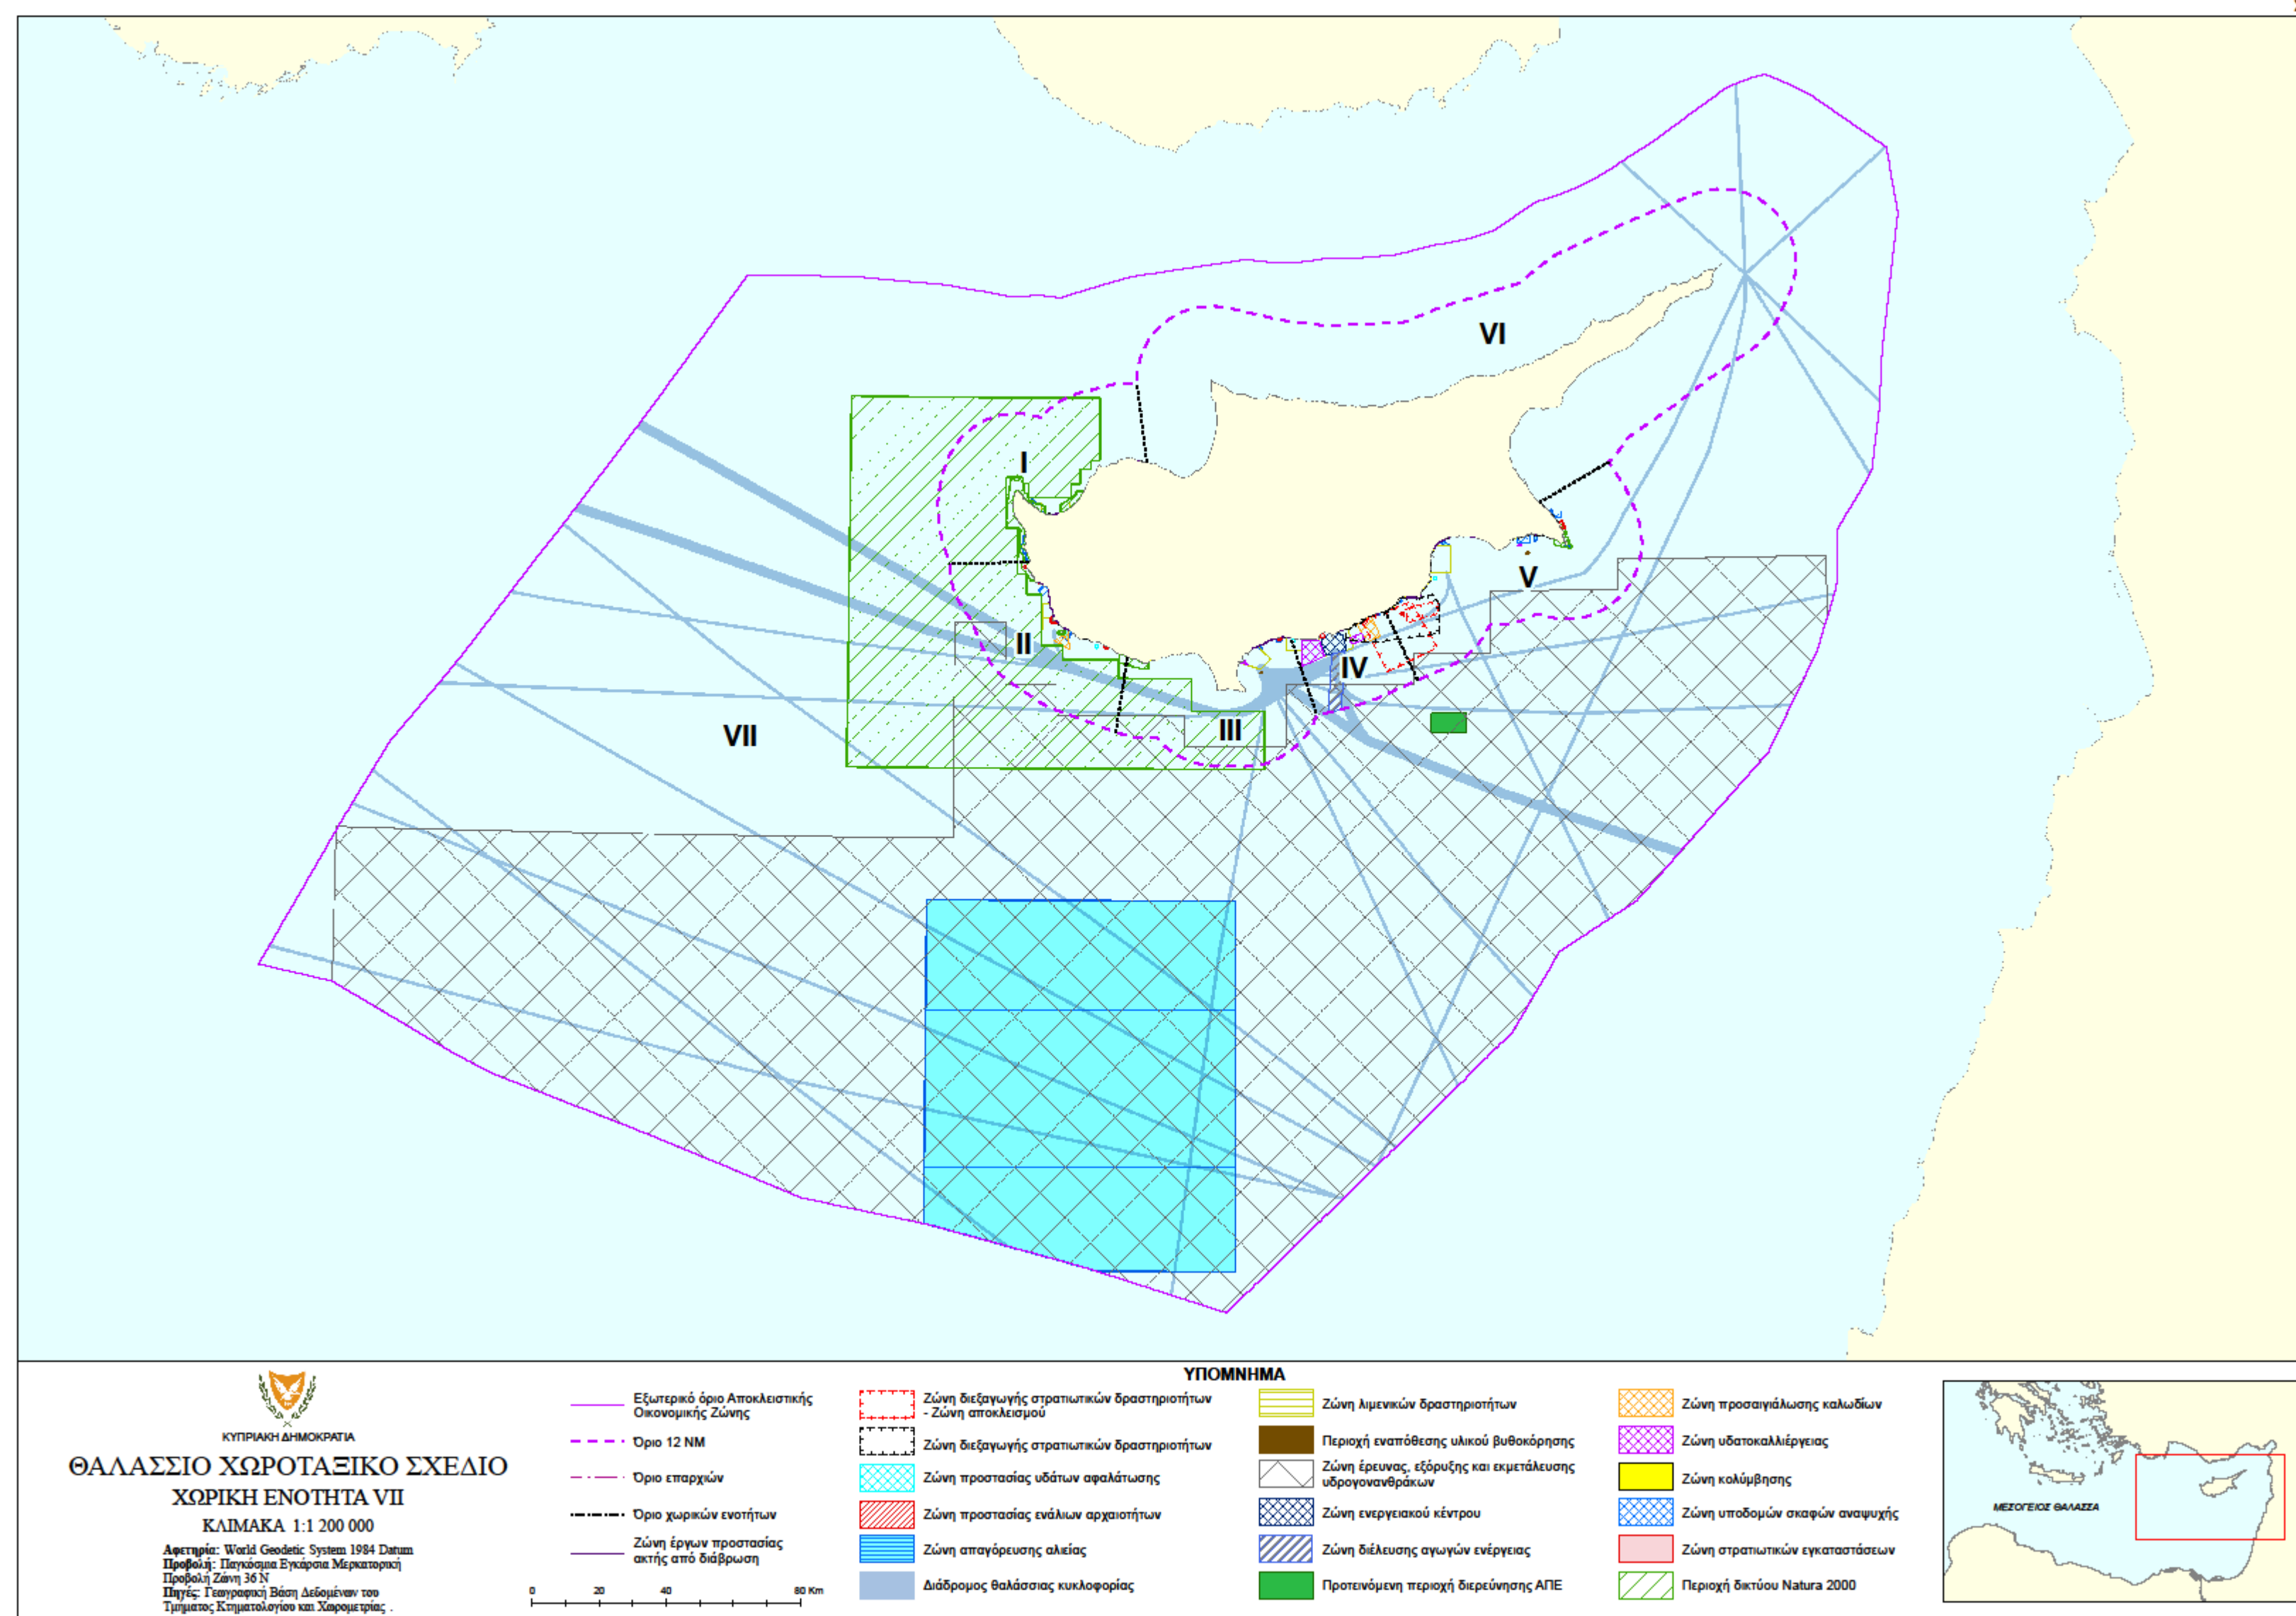 VI
I
V
II
IV
III
VII
ΚΥΠΡΙΑΚΗ ΔΗΜΟΚΡΑΤΙΑ
ΘΑΛΑΣΣΙΟ ΧΩΡΟΤΑΞΙΚΟ ΣΧΕΔΙΟ
ΧΩΡΙΚΗ ΕΝΟΤΗΤΑ VII
ΚΛΙΜΑΚΑ 1:1 200 000
Αφετηρία: World Geodetic System 1984 Datum
Προβολή: Παγκόσμια Εγκάρσια Μερκατορική
Προβολή Ζώνη 36 N
Πηγές: Γεωγραφική Βάση Δεδομένων του
Τμήματος Κτηματολογίου και Χωρομετρίας .
ΥΠΟΜΝΗΜΑ
Εξωτερικό όριο Αποκλειστικής
Οικονομικής Ζώνης
Όριο 12 NM
Όριο επαρχιών
Όριο χωρικών ενοτήτων
Ζώνη έργων προστασίας
ακτής από διάβρωση
0 20 40 80 Km
Ζώνη διεξαγωγής στρατιωτικών δραστηριοτήτων
- Ζώνη αποκλεισμού
Ζώνη διεξαγωγής στρατιωτικών δραστηριοτήτων
Ζώνη προστασίας υδάτων αφαλάτωσης
Ζώνη προστασίας ενάλιων αρχαιοτήτων
Ζώνη απαγόρευσης αλιείας
Διάδρομος θαλάσσιας κυκλοφορίας
Ζώνη λιμενικών δραστηριοτήτων
Περιοχή εναπόθεσης υλικού βυθοκόρησης
Ζώνη έρευνας, εξόρυξης και εκμετάλευσης
υδρογονανθράκων
Ζώνη ενεργειακού κέντρου
Ζώνη διέλευσης αγωγών ενέργειας
Προτεινόμενη περιοχή διερεύνησης ΑΠΕ
Ζώνη προσαιγιάλωσης καλωδίων
Ζώνη υδατοκαλλιέργειας
Ζώνη κολύμβησης
Ζώνη υποδομών σκαφών αναψυχής
Ζώνη στρατιωτικών εγκαταστάσεων
Περιοχή δικτύου Natura 2000
ΜΕΣΟΓΕΙΟΣ ΘΑΛΑΣΣΑ